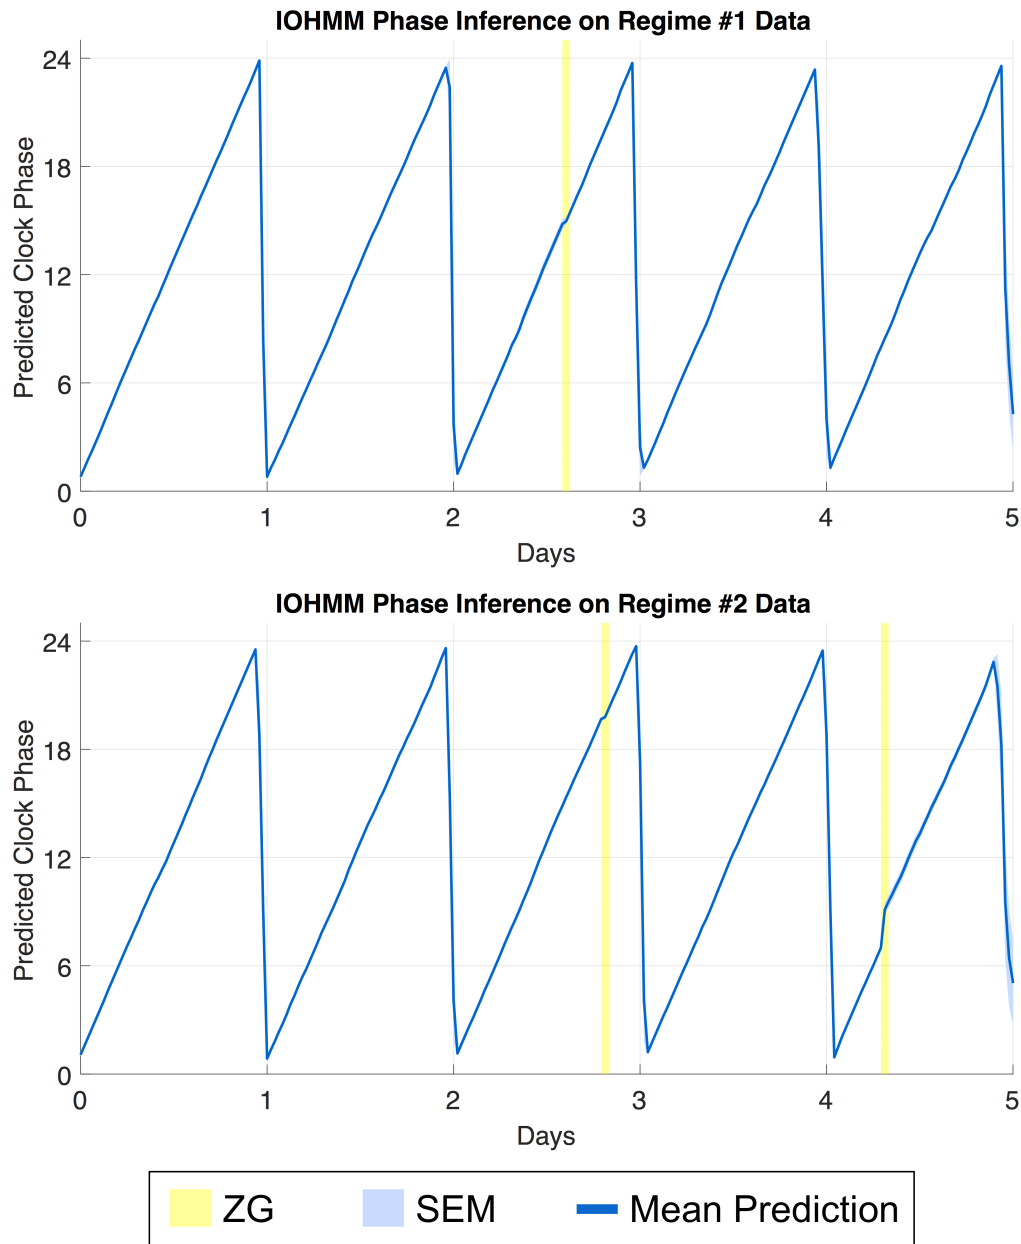 IOHMM Phase Inference on Regime #1 Data
Predicted Clock Phase
24
18
12
6
0
0 1 2 3 4 5
Days
IOHMM Phase Inference on Regime #2 Data
Predicted Clock Phase
24
18
12
6
0
0 1 2 3 4 5
Days
ZG SEM Mean Prediction